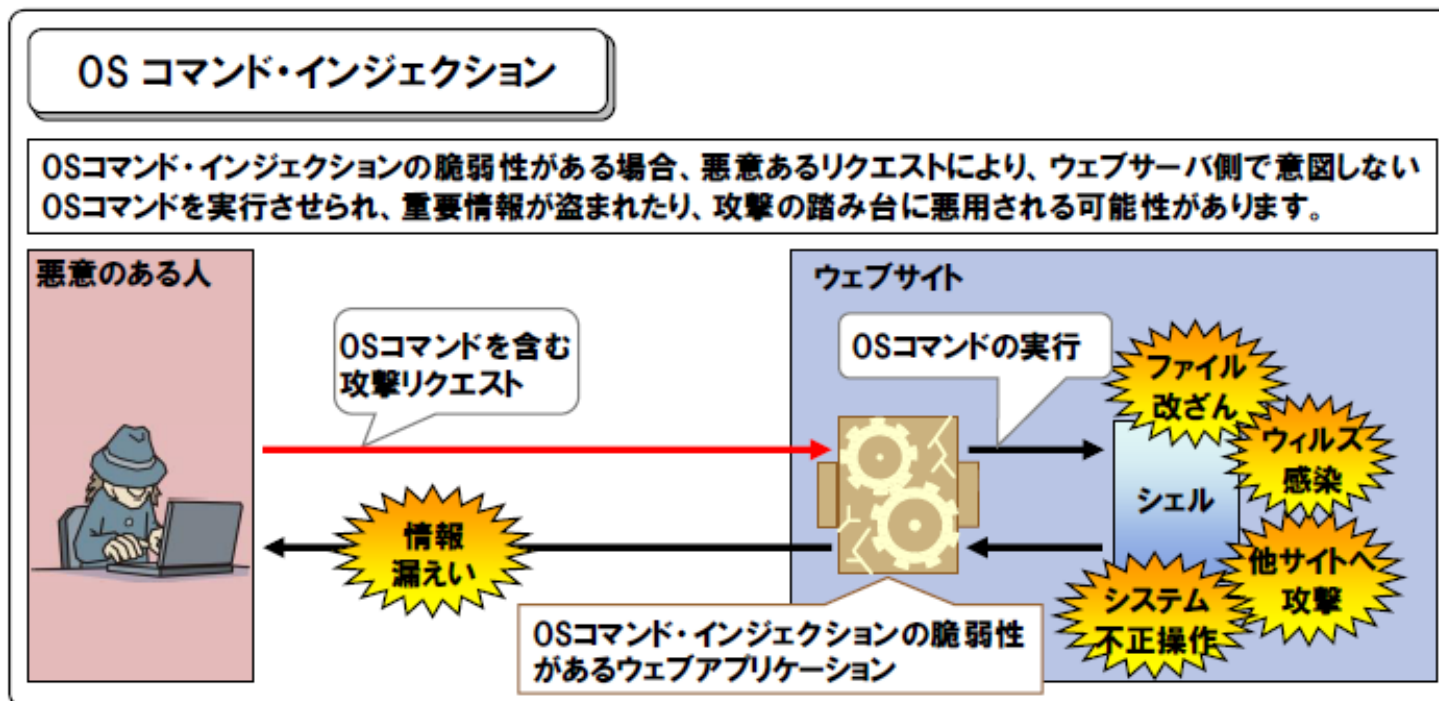 OS コマンド・インジェクション
OSコマンド・インジェクションの脆弱性がある場合、悪意あるリクエストにより、ウェブサーバ側で意図しない
OSコマンドを実行させられ、重要情報が盗まれたり、攻撃の踏み台に悪用される可能性があります。
悪意のある人
ウェブサイト
OSコマンドを含む
攻撃リクエスト
OSコマンドの実行
ファイル
改ざん
ウィルス
感染
シェル
情報
漏えい
他サイトへ
攻撃
システム
不正操作
OSコマンド・インジェクションの脆弱性
があるウェブアプリケーション